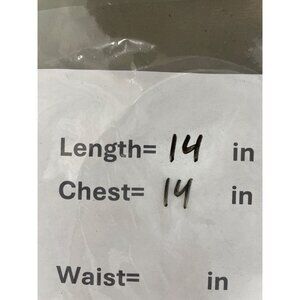 Length= 14 in
Chest= 14 in
Waist= in